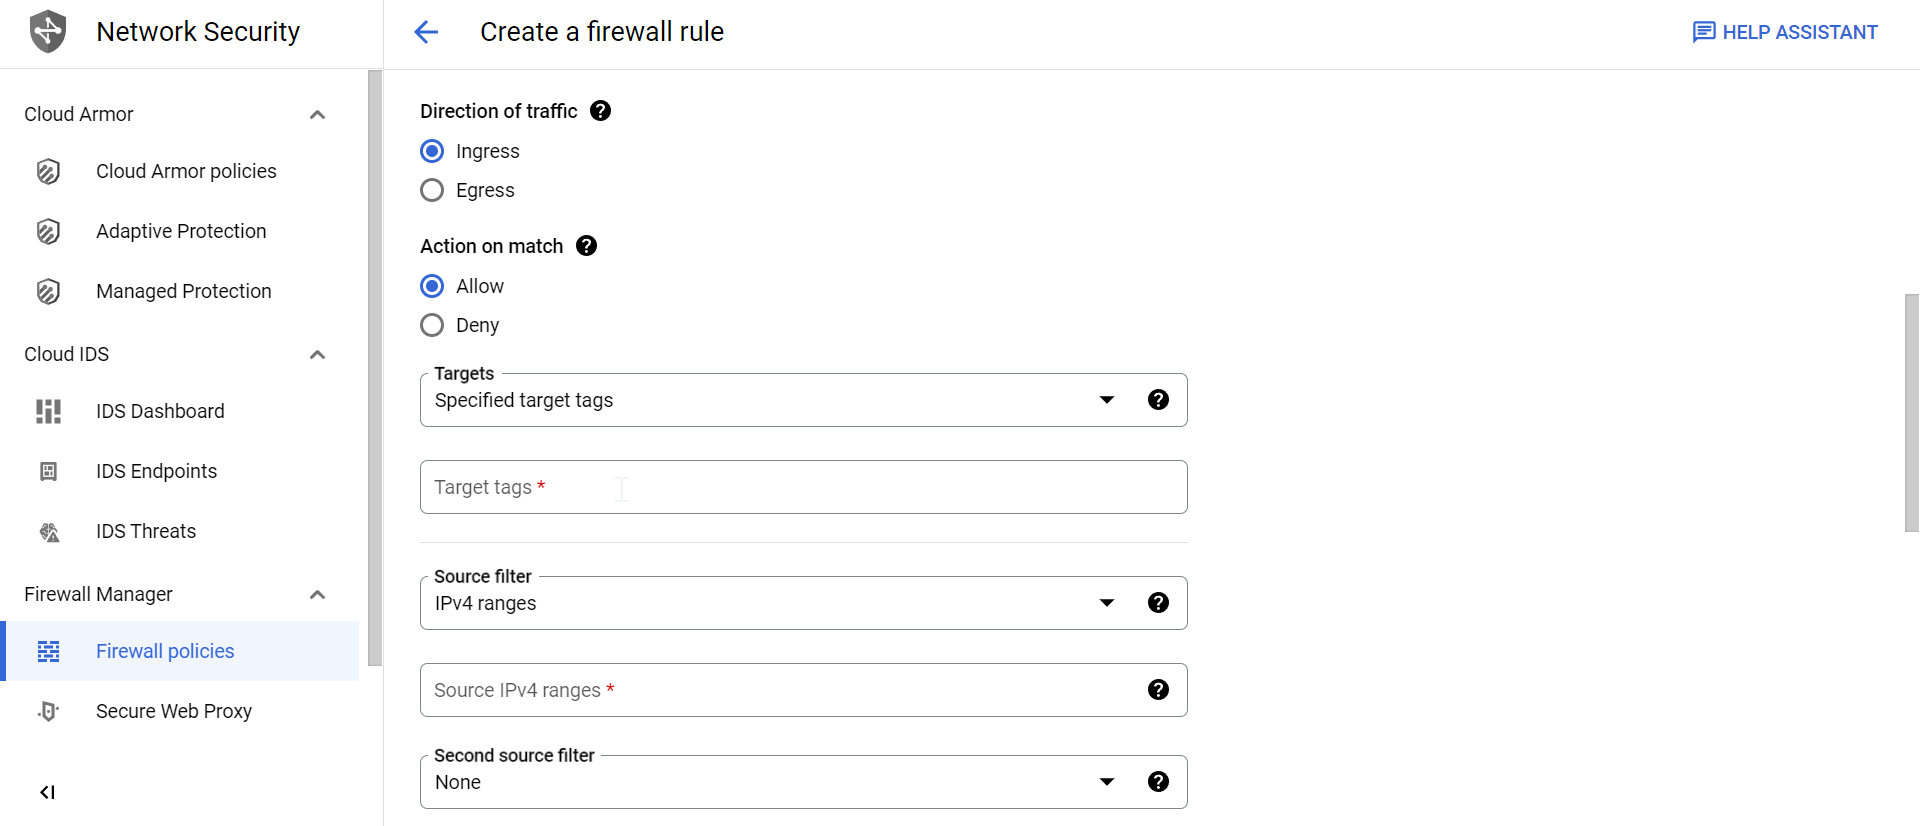 Network Security
Create a firewall rule
HELP ASSISTANT
Cloud Armor
Cloud Armor policies
Adaptive Protection
Managed Protection
Cloud IDS
IDS Dashboard
IDS Endpoints
IDS Threats
Firewall Manager
Firewall policies
Secure Web Proxy
Direction of traffic
Ingress
Egress
Action on match
Allow
Deny
Targets
Specified target tags
Target tags *
Source filter
IPv4 ranges
Source IPv4 ranges *
Second source filter
None